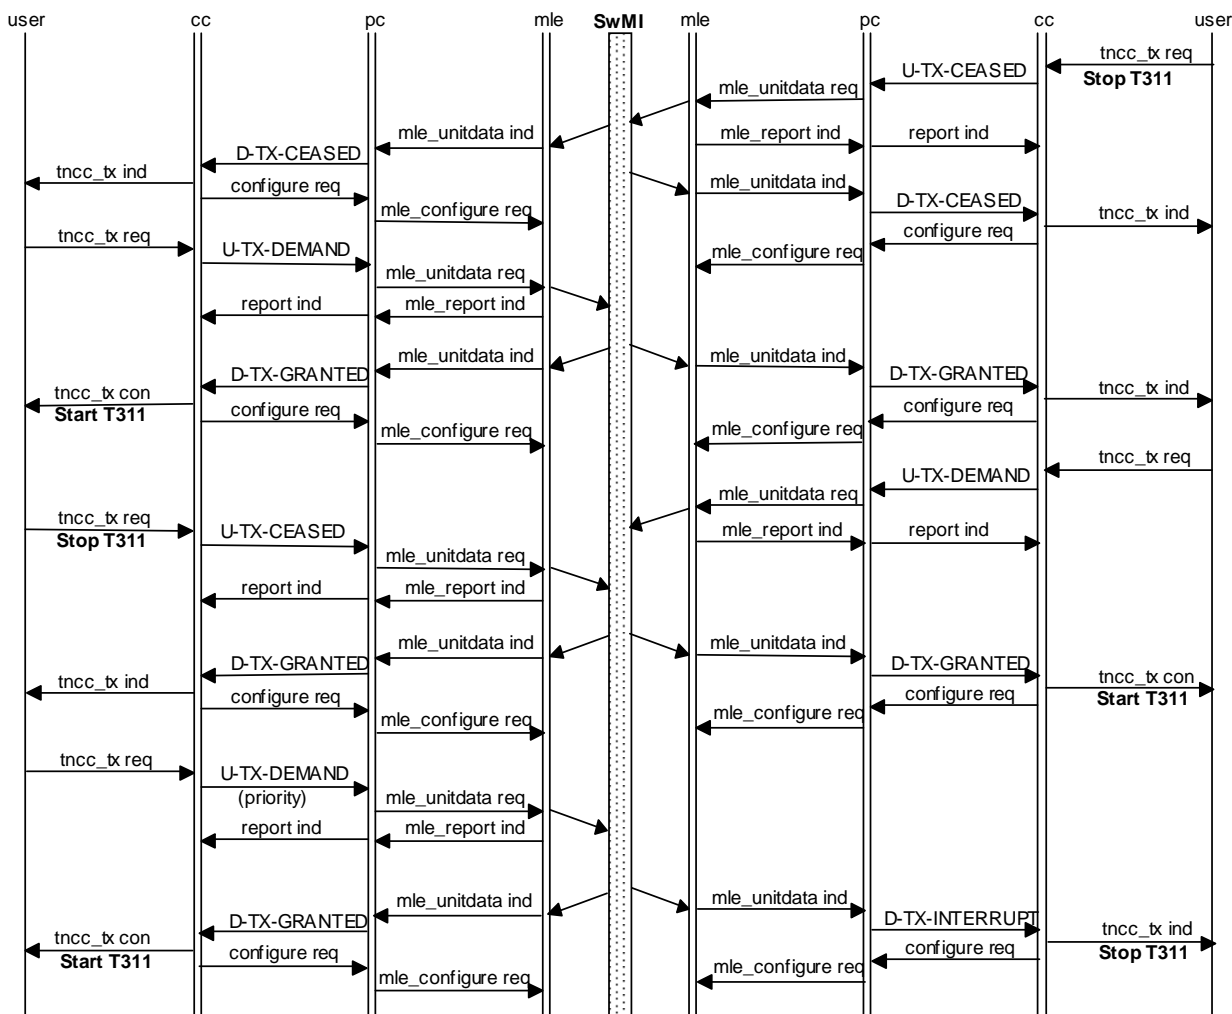 user cc pc mle SwMI mle pc cc user
tncc_tx req
U-TX-CEASED
Stop T311
mle_unitdata req
mle_unitdata ind
mle_report ind
report ind
D-TX-CEASED
tncc_tx ind
configure req
mle_unitdata ind
D-TX-CEASED
mle_configure req
tncc_tx ind
tncc_tx req
U-TX-DEMAND
configure req
mle_configure req
mle_unitdata req
report ind
mle_report ind
mle_unitdata ind
mle_unitdata ind
D-TX-GRANTED
D-TX-GRANTED
tncc_tx con
Start T311
configure req
tncc_tx ind
configure req
mle_configure req
mle_configure req
tncc_tx req
U-TX-DEMAND
mle_unitdata req
tncc_tx req
Stop T311
U-TX-CEASED
mle_report ind
report ind
mle_unitdata req
report ind
mle_report ind
mle_unitdata ind
mle_unitdata ind
D-TX-GRANTED
D-TX-GRANTED
tncc_tx ind
configure req
tncc_tx con
Start T311
configure req
mle_configure req
mle_configure req
tncc_tx req
U-TX-DEMAND
(priority)
mle_unitdata req
report ind
mle_report ind
mle_unitdata ind
mle_unitdata ind
D-TX-GRANTED
D-TX-INTERRUPT
tncc_tx con
Start T311
configure req
tncc_tx ind
Stop T311
configure req
mle_configure req
mle_configure req